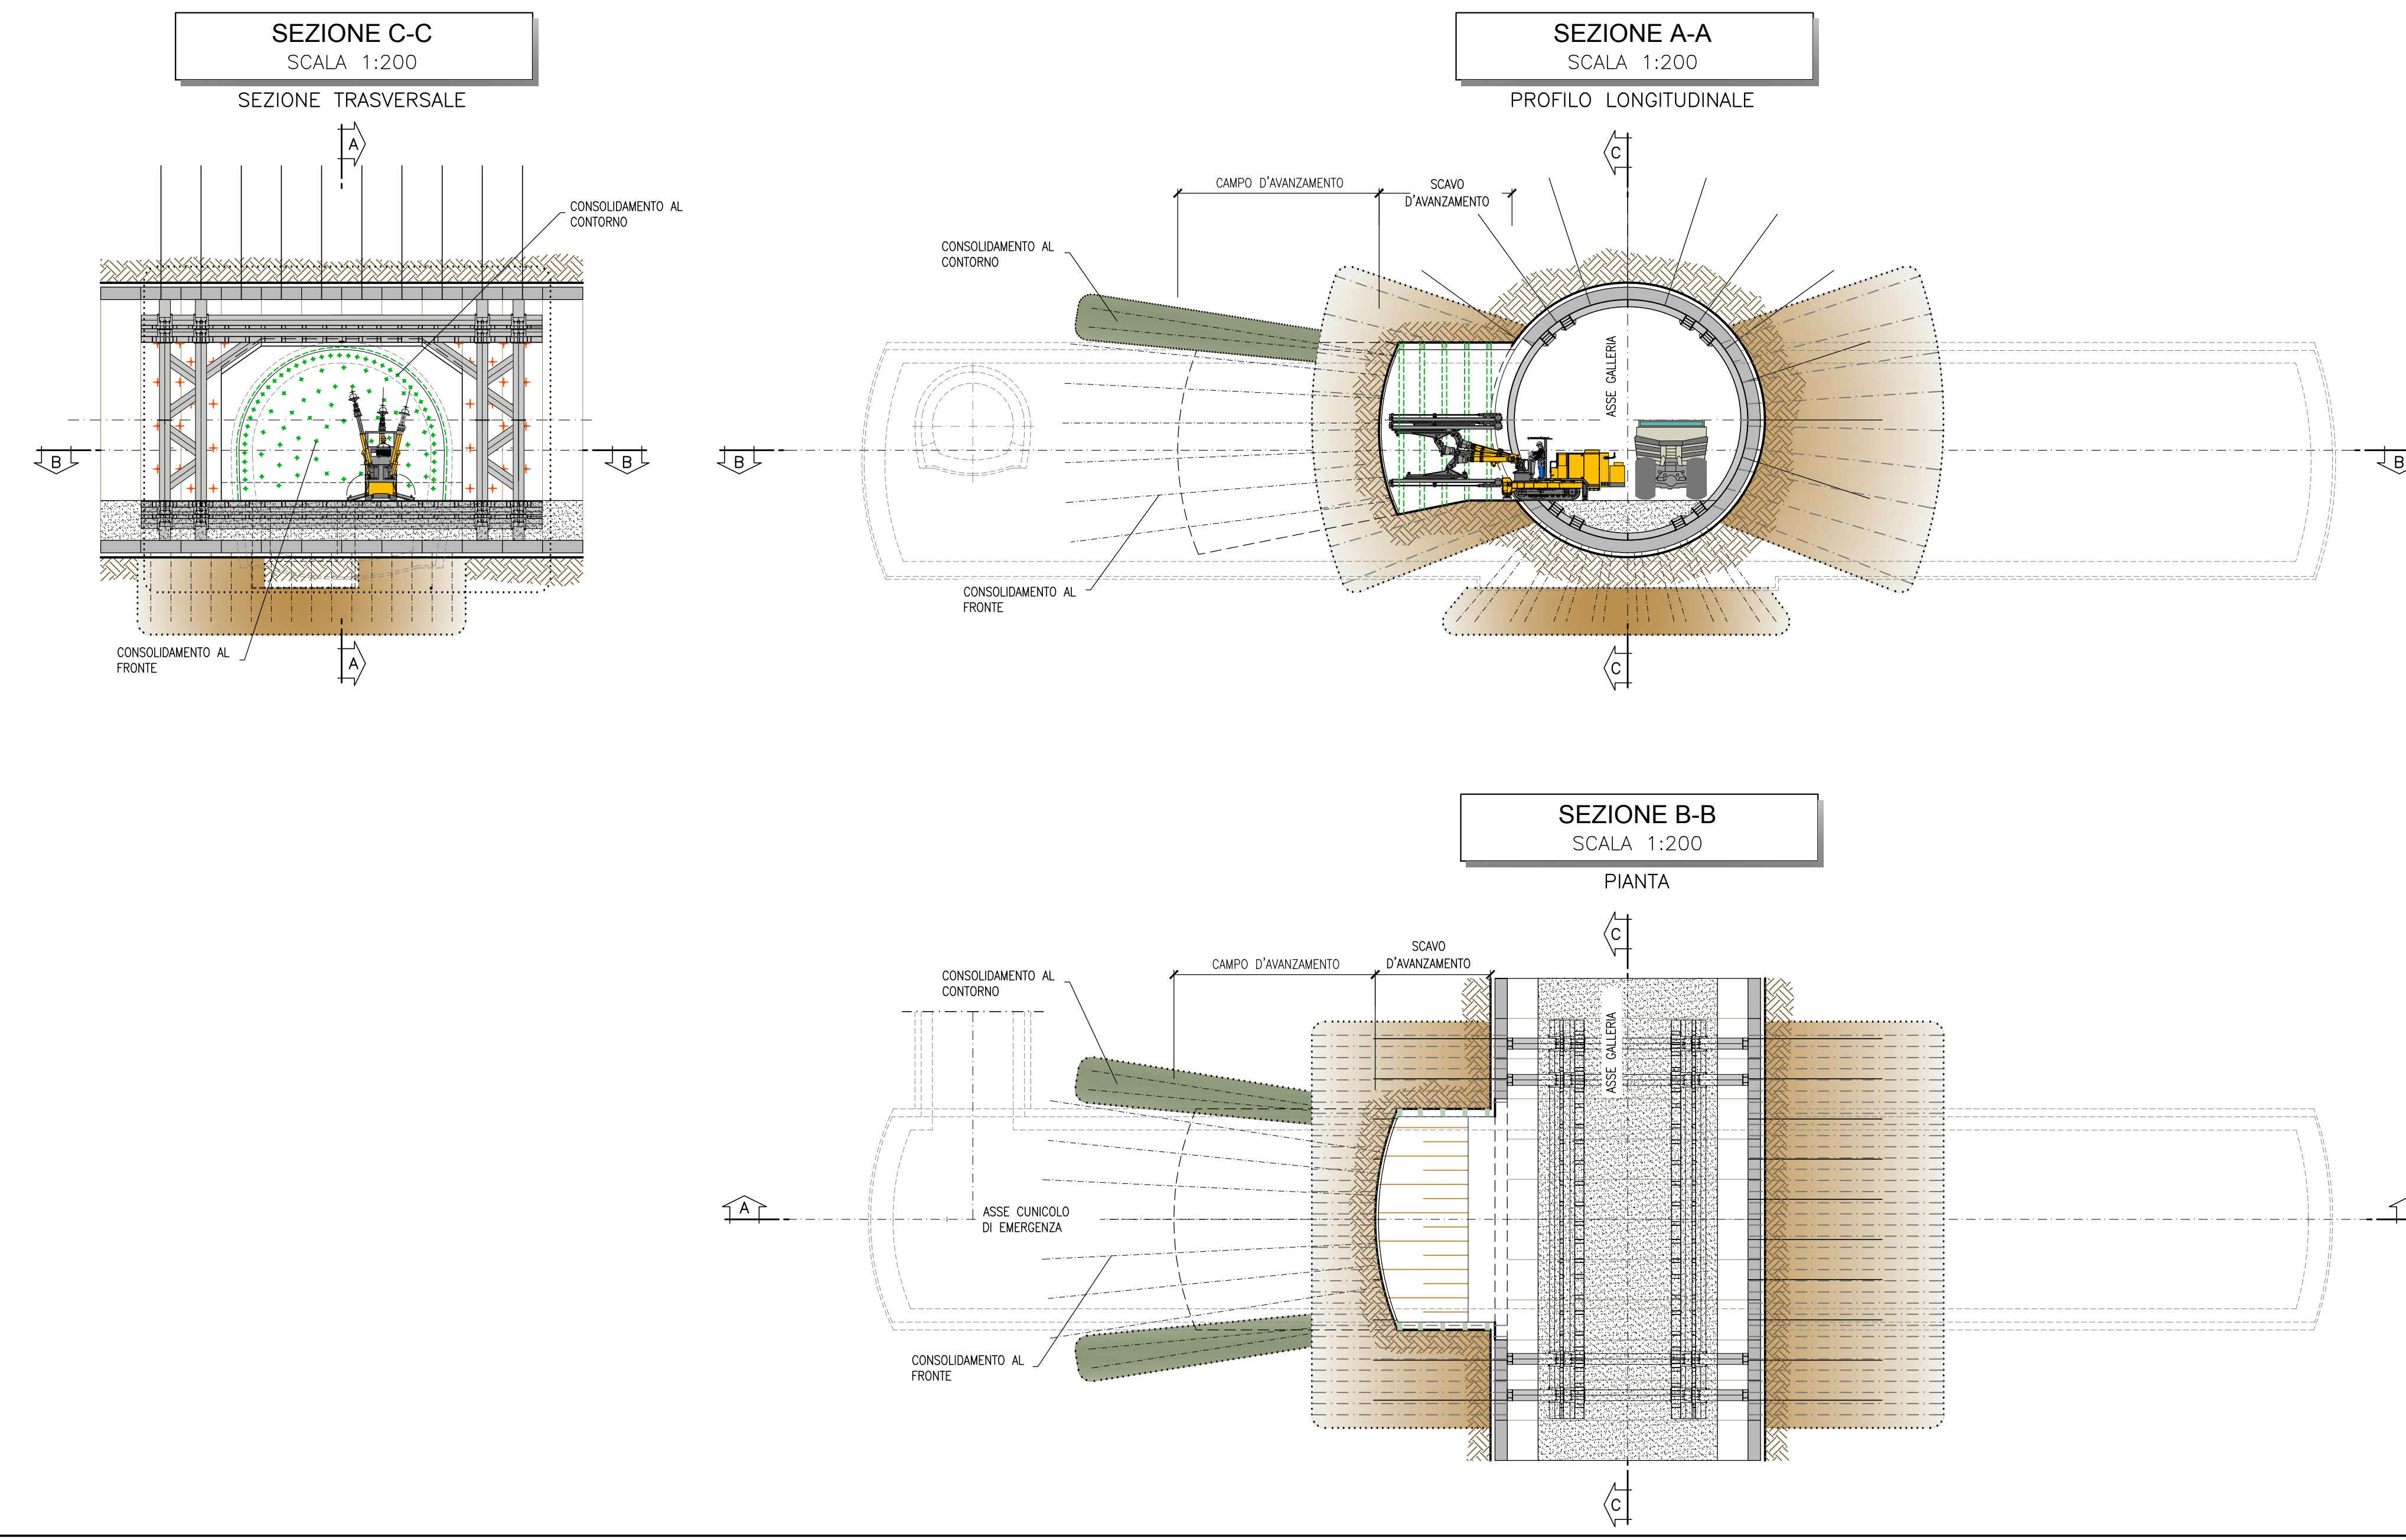 SEZIONE C-C
SCALA 1:200
SEZIONE TRASVERSALE
A
CONSOLIDAMENTO AL
CONTORNO
B
B
CONSOLIDAMENTO AL
FRONTE
A
SEZIONE A-A
SCALA 1:200
PROFILO LONGITUDINALE
C
CAMPO D'AVANZAMENTO
SCAVO
D'AVANZAMENTO
CONSOLIDAMENTO AL
CONTORNO
ASSE GALLERIA
B
B
CONSOLIDAMENTO AL
FRONTE
C
SEZIONE B-B
SCALA 1:200
PIANTA
C
CAMPO D'AVANZAMENTO
SCAVO
D'AVANZAMENTO
CONSOLIDAMENTO AL
CONTORNO
ASSE GALLERIA
A
ASSE CUNICOLO
DI EMERGENZA
CONSOLIDAMENTO AL
FRONTE
C